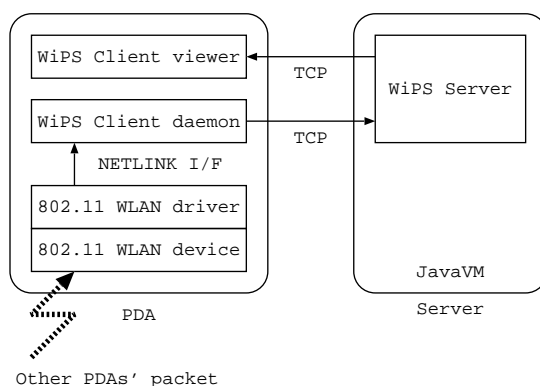 WiPS Client viewer
TCP
WiPS Server
WiPS Client daemon
TCP
NETLINK I/F
802.11 WLAN driver
802.11 WLAN device
JavaVM
PDA
Server
Other PDAs' packet